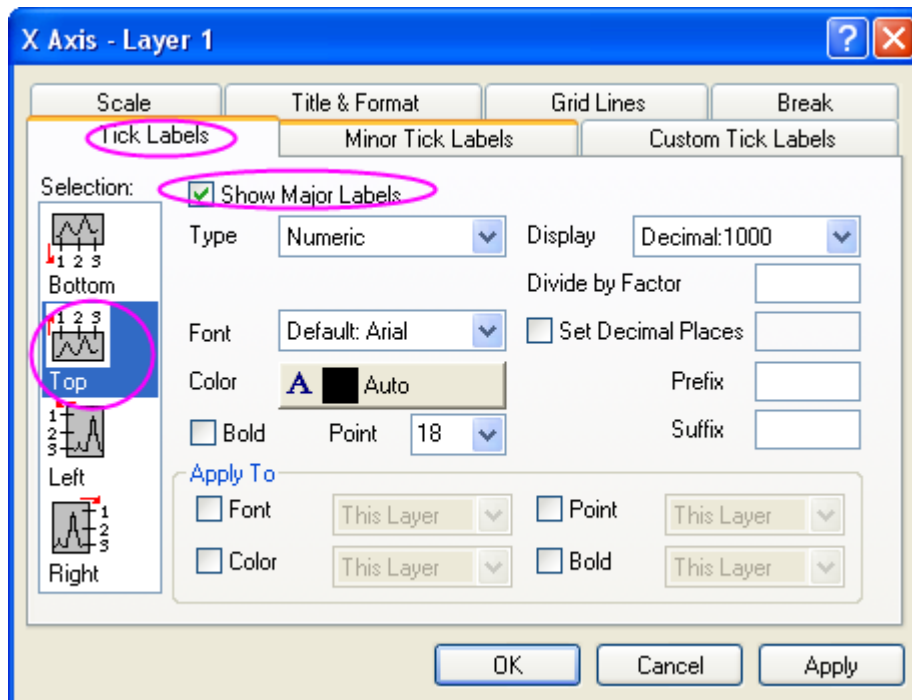 X Axis - Layer 1
Scale Title & Format Grid Lines Break
Tick Labels Minor Tick Labels Custom Tick Labels
Selection:
Show Major Labels
1 2 3
Bottom
Type Numeric Display Decimal:1000
Divide by Factor
1 2 3
Top
Font Default: Arial Set Decimal Places
Color A Auto Prefix
Bold Point 18 Suffix
1
2
3
Left
Apply To
Font This Layer Point This Layer
1
2
3
Right
Color This Layer Bold This Layer
OK Cancel Apply